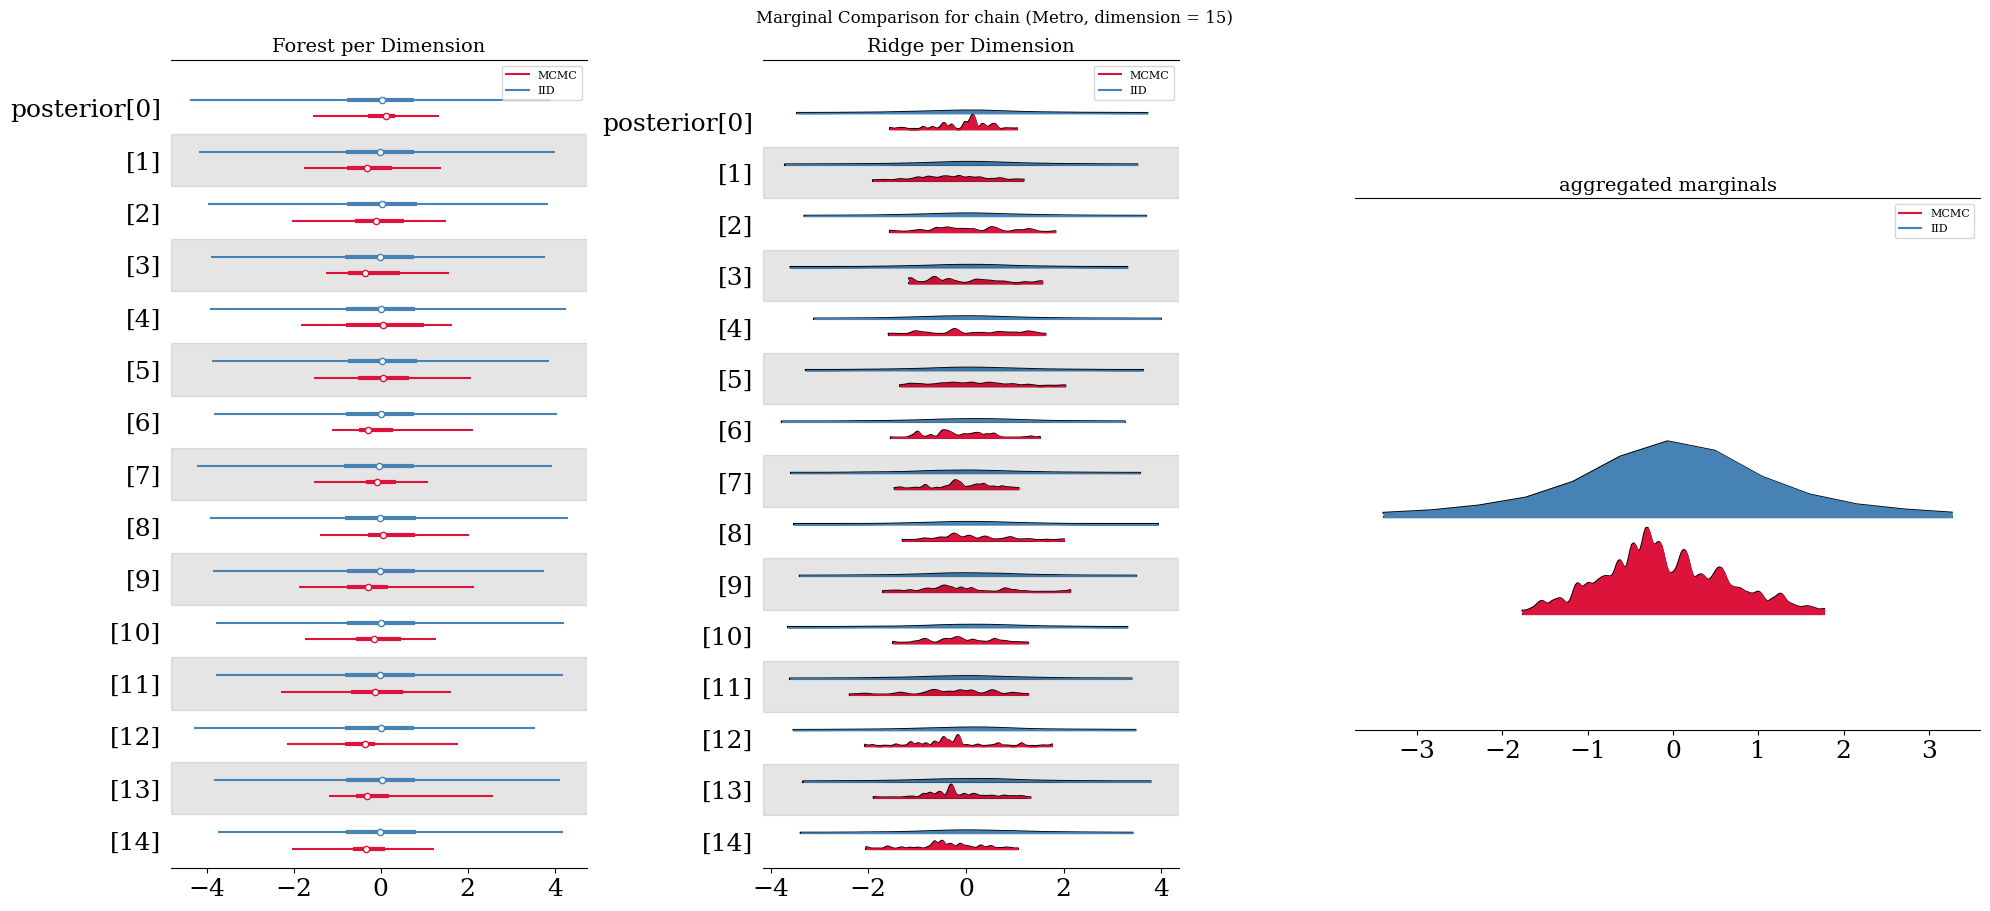 Marginal Comparison for chain (Metro, dimension = 15)
Forest per Dimension
MCMC
IID
posterior[0]
[1]
[2]
[3]
[4]
[5]
[6]
[7]
[8]
[9]
[10]
[11]
[12]
[13]
[14]
−4 −2 0 2 4
Ridge per Dimension
MCMC
IID
posterior[0]
[1]
[2]
[3]
[4]
[5]
[6]
[7]
[8]
[9]
[10]
[11]
[12]
[13]
[14]
−4 −2 0 2 4
aggregated marginals
MCMC
IID
−3 −2 −1 0 1 2 3